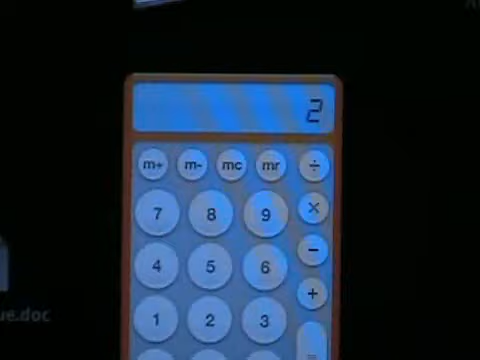 2
m+ m- mc mr ÷
7 8 9 ×
4 5 6 −
+
1 2 3
=
ue.doc